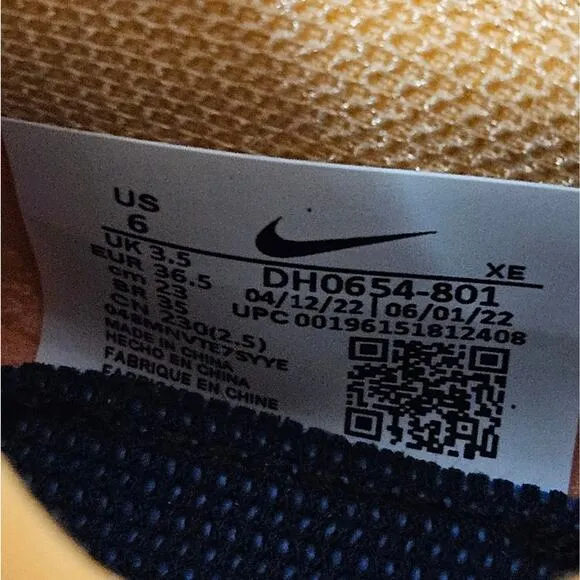 US
6
UK 3.5
EUR 36.5
cm 23
BR 35
CN 230(2.5)
04BMNVTE7SYYE
MADE IN CHINA
HECHO EN CHINA
FABRIQUE EN CHINE
XE
DH0654-801
04/12/22 | 06/01/22
UPC 00196151812408